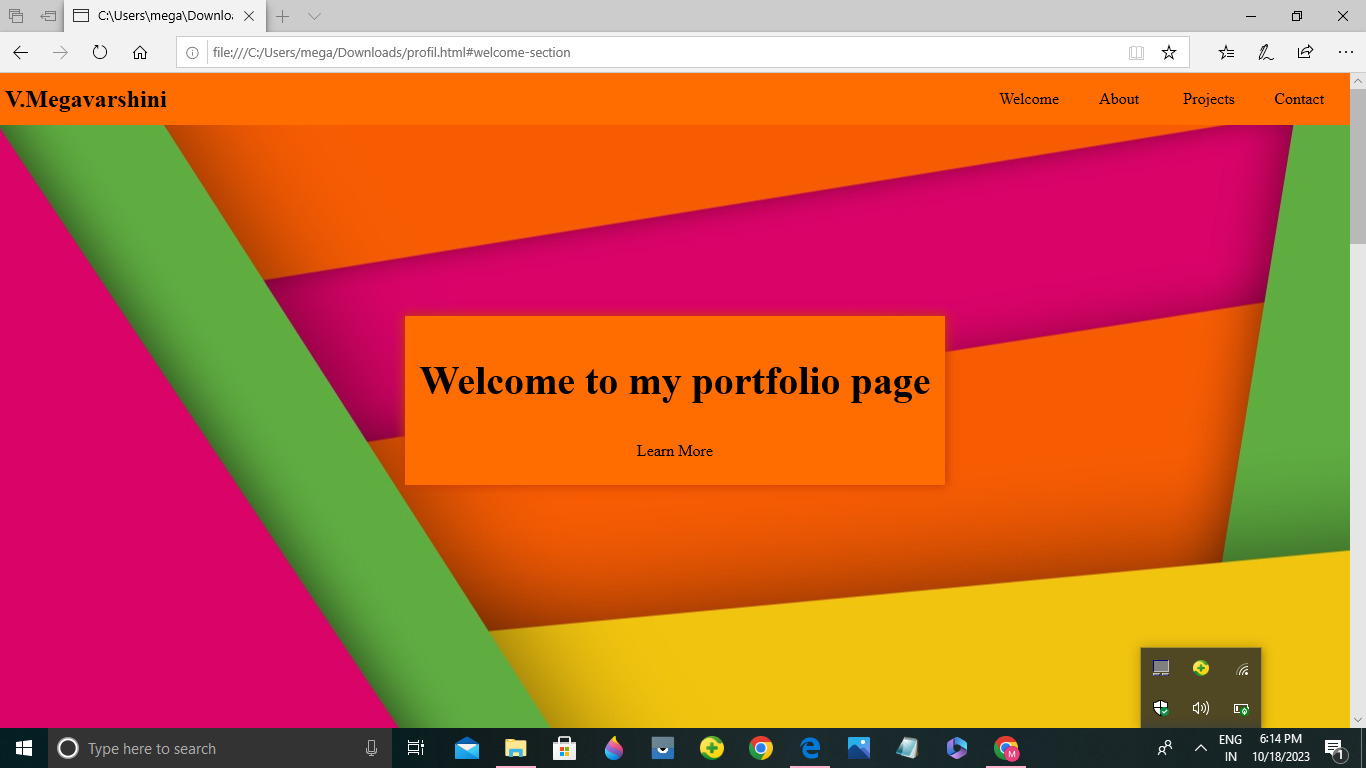 C:\Users\mega\Downloa
file:///C:/Users/mega/Downloads/profil.html#welcome-section
V.Megavarshini
Welcome About Projects Contact
Welcome to my portfolio page
Learn More
Type here to search
M
ENG
IN
6:14 PM
10/18/2023
1